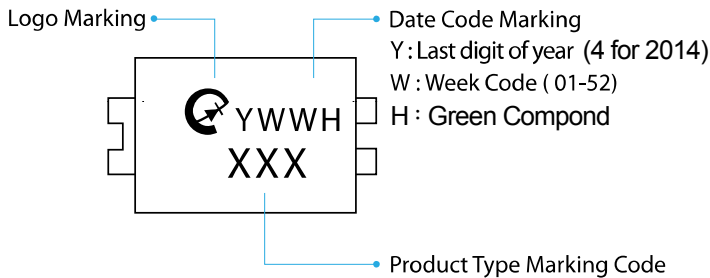 Logo Marking
Date Code Marking
Y : Last digit of year (4 for 2014)
W : Week Code ( 01-52)
H : Green Compond
YWWH
XXX
Product Type Marking Code